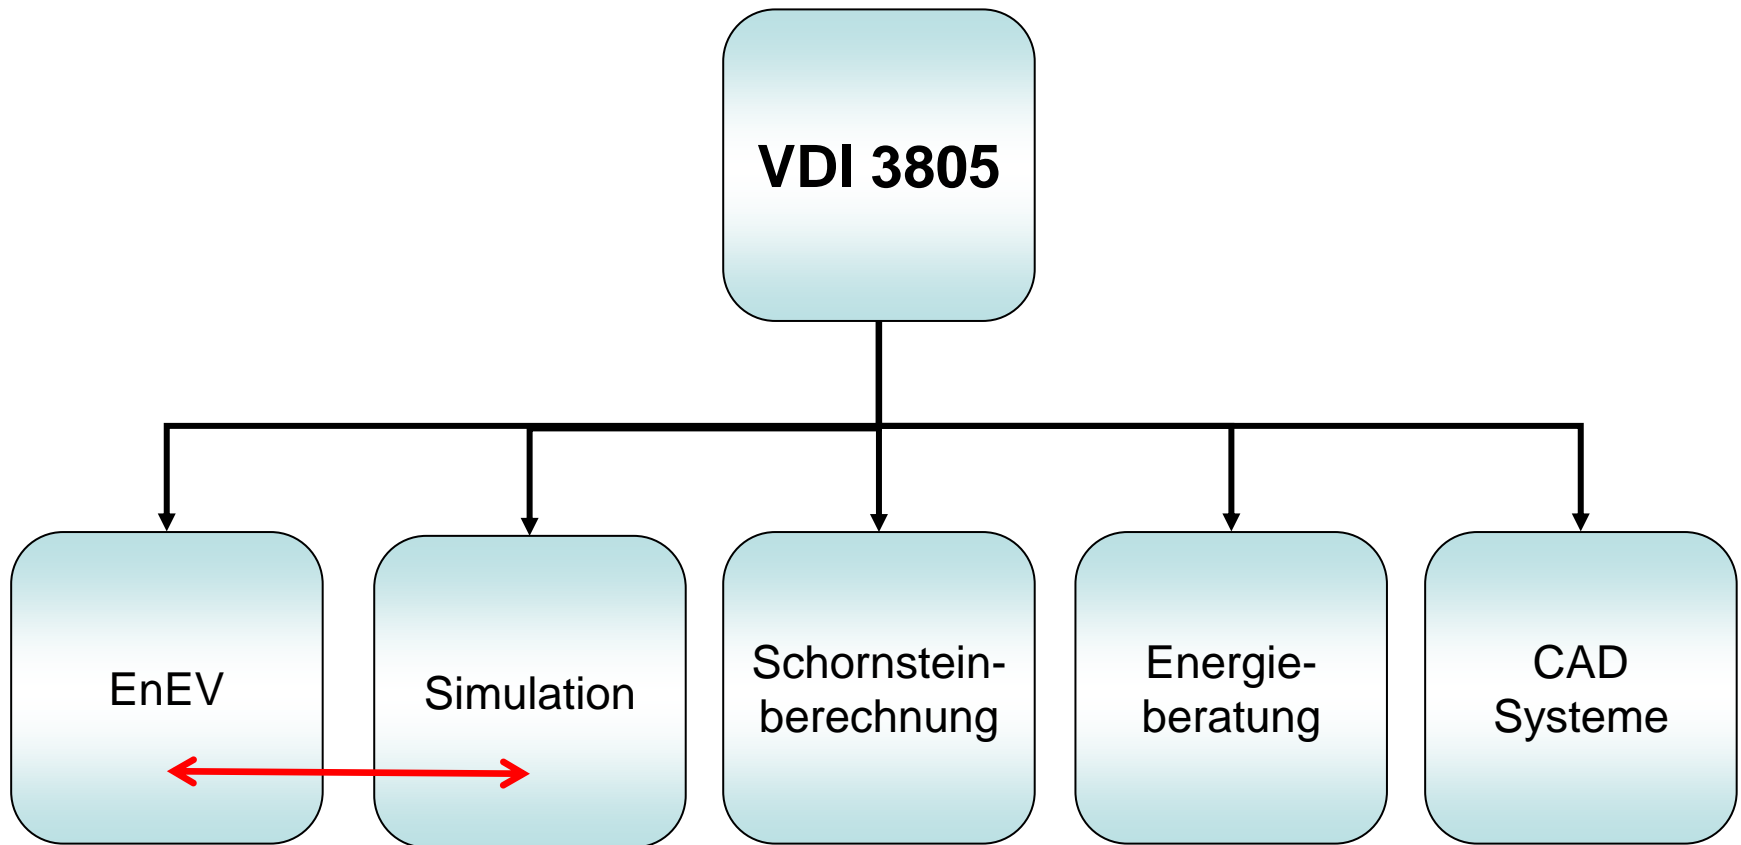 VDI 3805
EnEV
Simulation
Schornstein-
berechnung
Energie-
beratung
CAD
Systeme